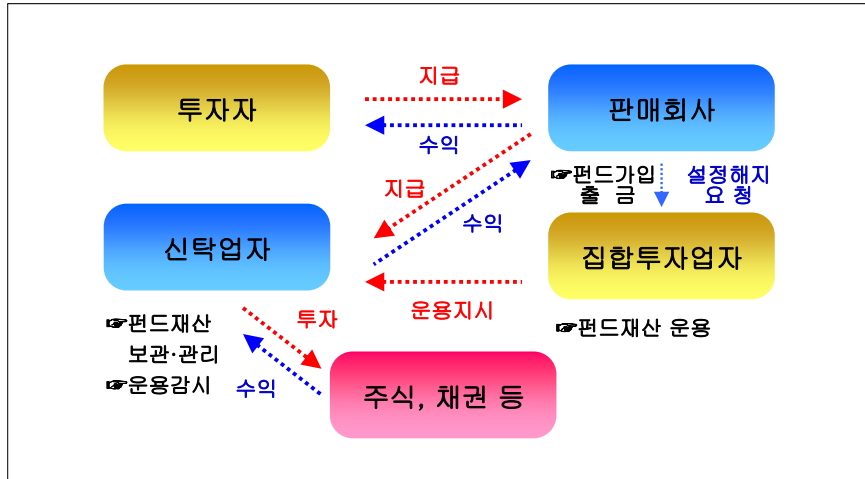 지급
투자자
판매회사
수익
☞펀드가입
출 금
설정해지
요 청
지급
수익
신탁업자
집합투자업자
운용지시
☞펀드재산
보관·관리
☞운용감시
투자
수익
☞펀드재산 운용
주식, 채권 등